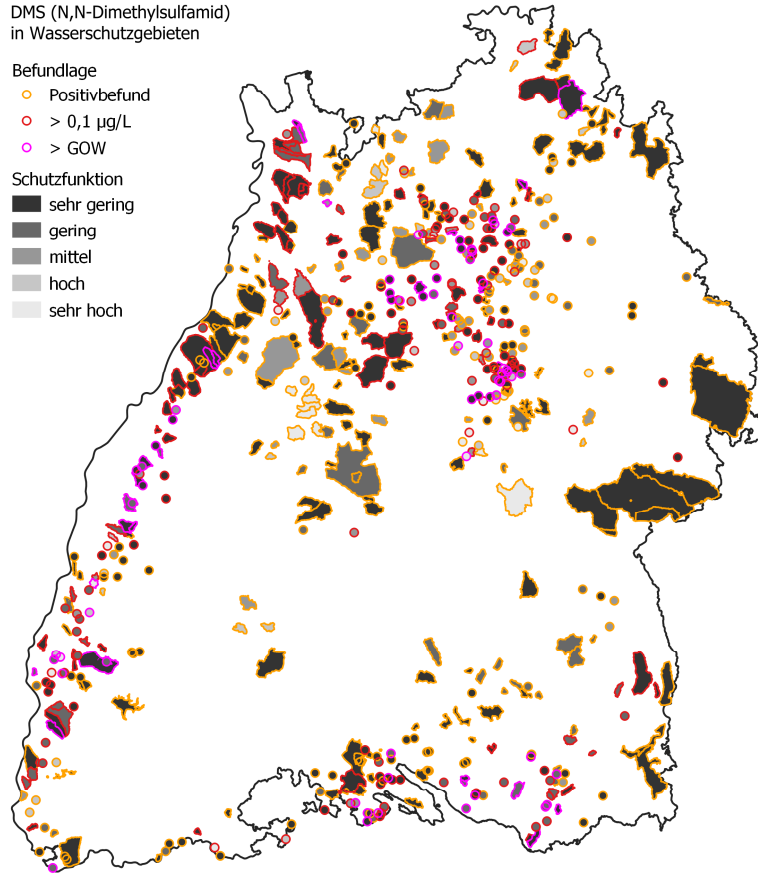 DMS (N,N-Dimethylsulfamid)
in Wasserschutzgebieten
Befundlage
Positivbefund
> 0,1 µg/L
> GOW
Schutzfunktion
sehr gering
gering
mittel
hoch
sehr hoch